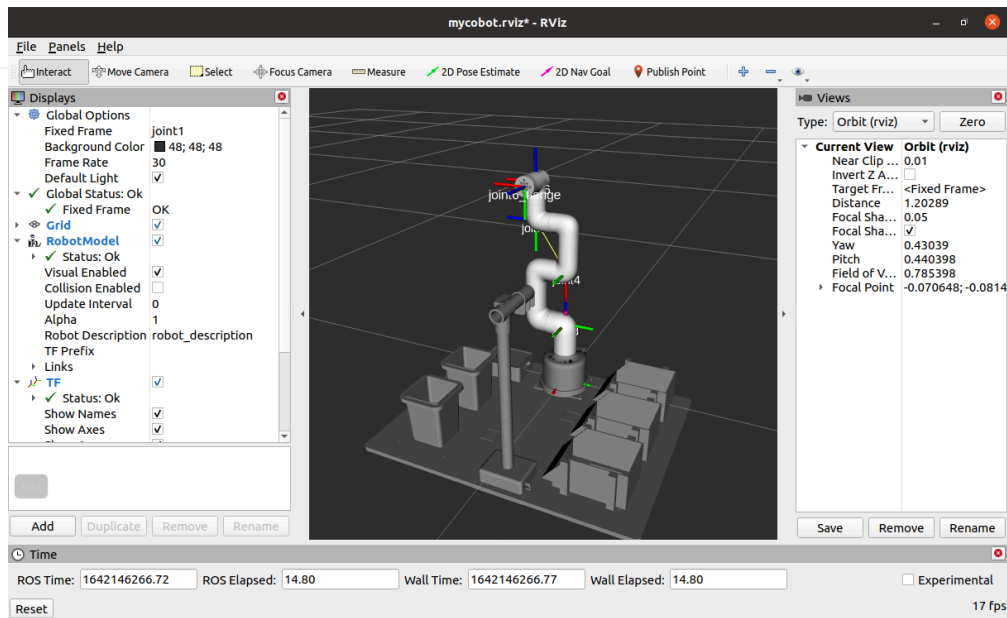 mycobot.rviz* - RViz
File Panels Help
Interact Move Camera Select Focus Camera Measure 2D Pose Estimate 2D Nav Goal Publish Point
Displays
Global Options
Fixed Frame joint1
Background Color 48; 48; 48
Frame Rate 30
Default Light
Global Status: Ok
Fixed Frame OK
Grid
RobotModel
Status: Ok
Visual Enabled
Collision Enabled
Update Interval 0
Alpha 1
Robot Description robot_description
TF Prefix
Links
TF
Status: Ok
Show Names
Show Axes
Add Duplicate Remove Rename
joint4
Views
Type: Orbit (rviz) Zero
Current View Orbit (rviz)
Near Clip ... 0.01
Invert Z A...
Target Fr... <Fixed Frame>
Distance 1.20289
Focal Sha... 0.05
Focal Sha...
Yaw 0.43039
Pitch 0.440398
Field of V... 0.785398
Focal Point -0.070648; -0.0814
Save Remove Rename
Time
ROS Time: 1642146266.72 ROS Elapsed: 14.80 Wall Time: 1642146266.77 Wall Elapsed: 14.80 Experimental
Reset 17 fps